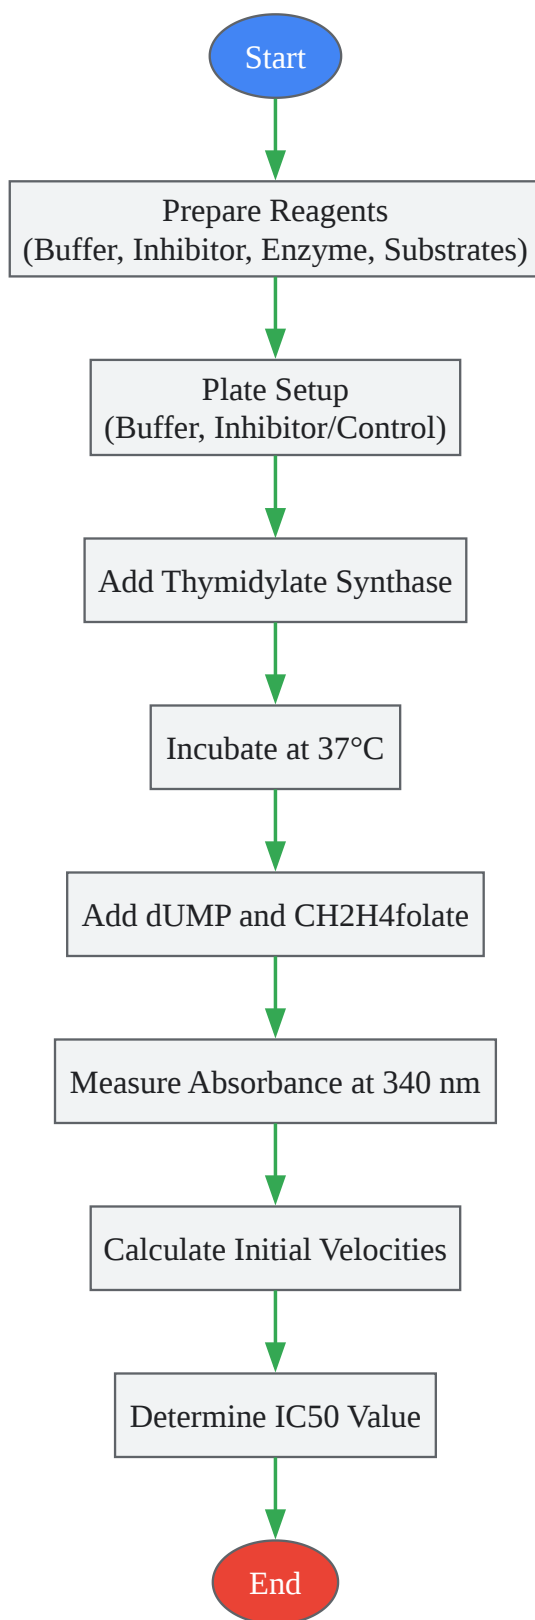 Start
Prepare Reagents
(Buffer, Inhibitor, Enzyme, Substrates)
Plate Setup
(Buffer, Inhibitor/Control)
Add Thymidylate Synthase
Incubate at 37°C
Add dUMP and CH2H4folate
Measure Absorbance at 340 nm
Calculate Initial Velocities
Determine IC50 Value
End